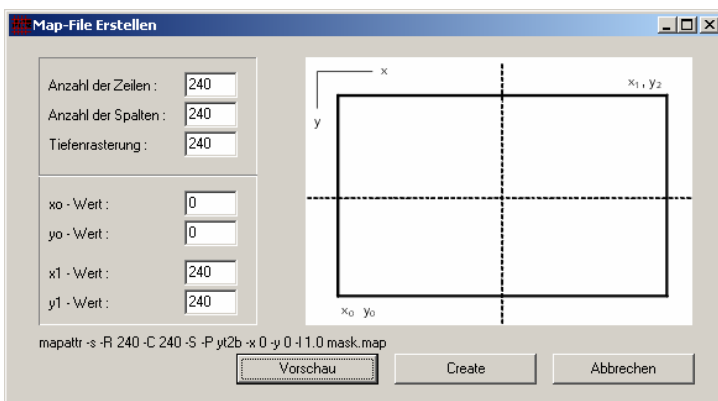 Map-File Erstellen
Anzahl der Zeilen : 240
Anzahl der Spalten : 240
Tiefenrasterung : 240
xo - Wert : 0
yo - Wert : 0
x1 - Wert : 240
y1 - Wert : 240
x
y
x1 , y2
x0 y0
mapattr -s -R 240 -C 240 -S -P yt2b -x 0 -y 0 -l 1.0 mask.map
Vorschau Create Abbrechen